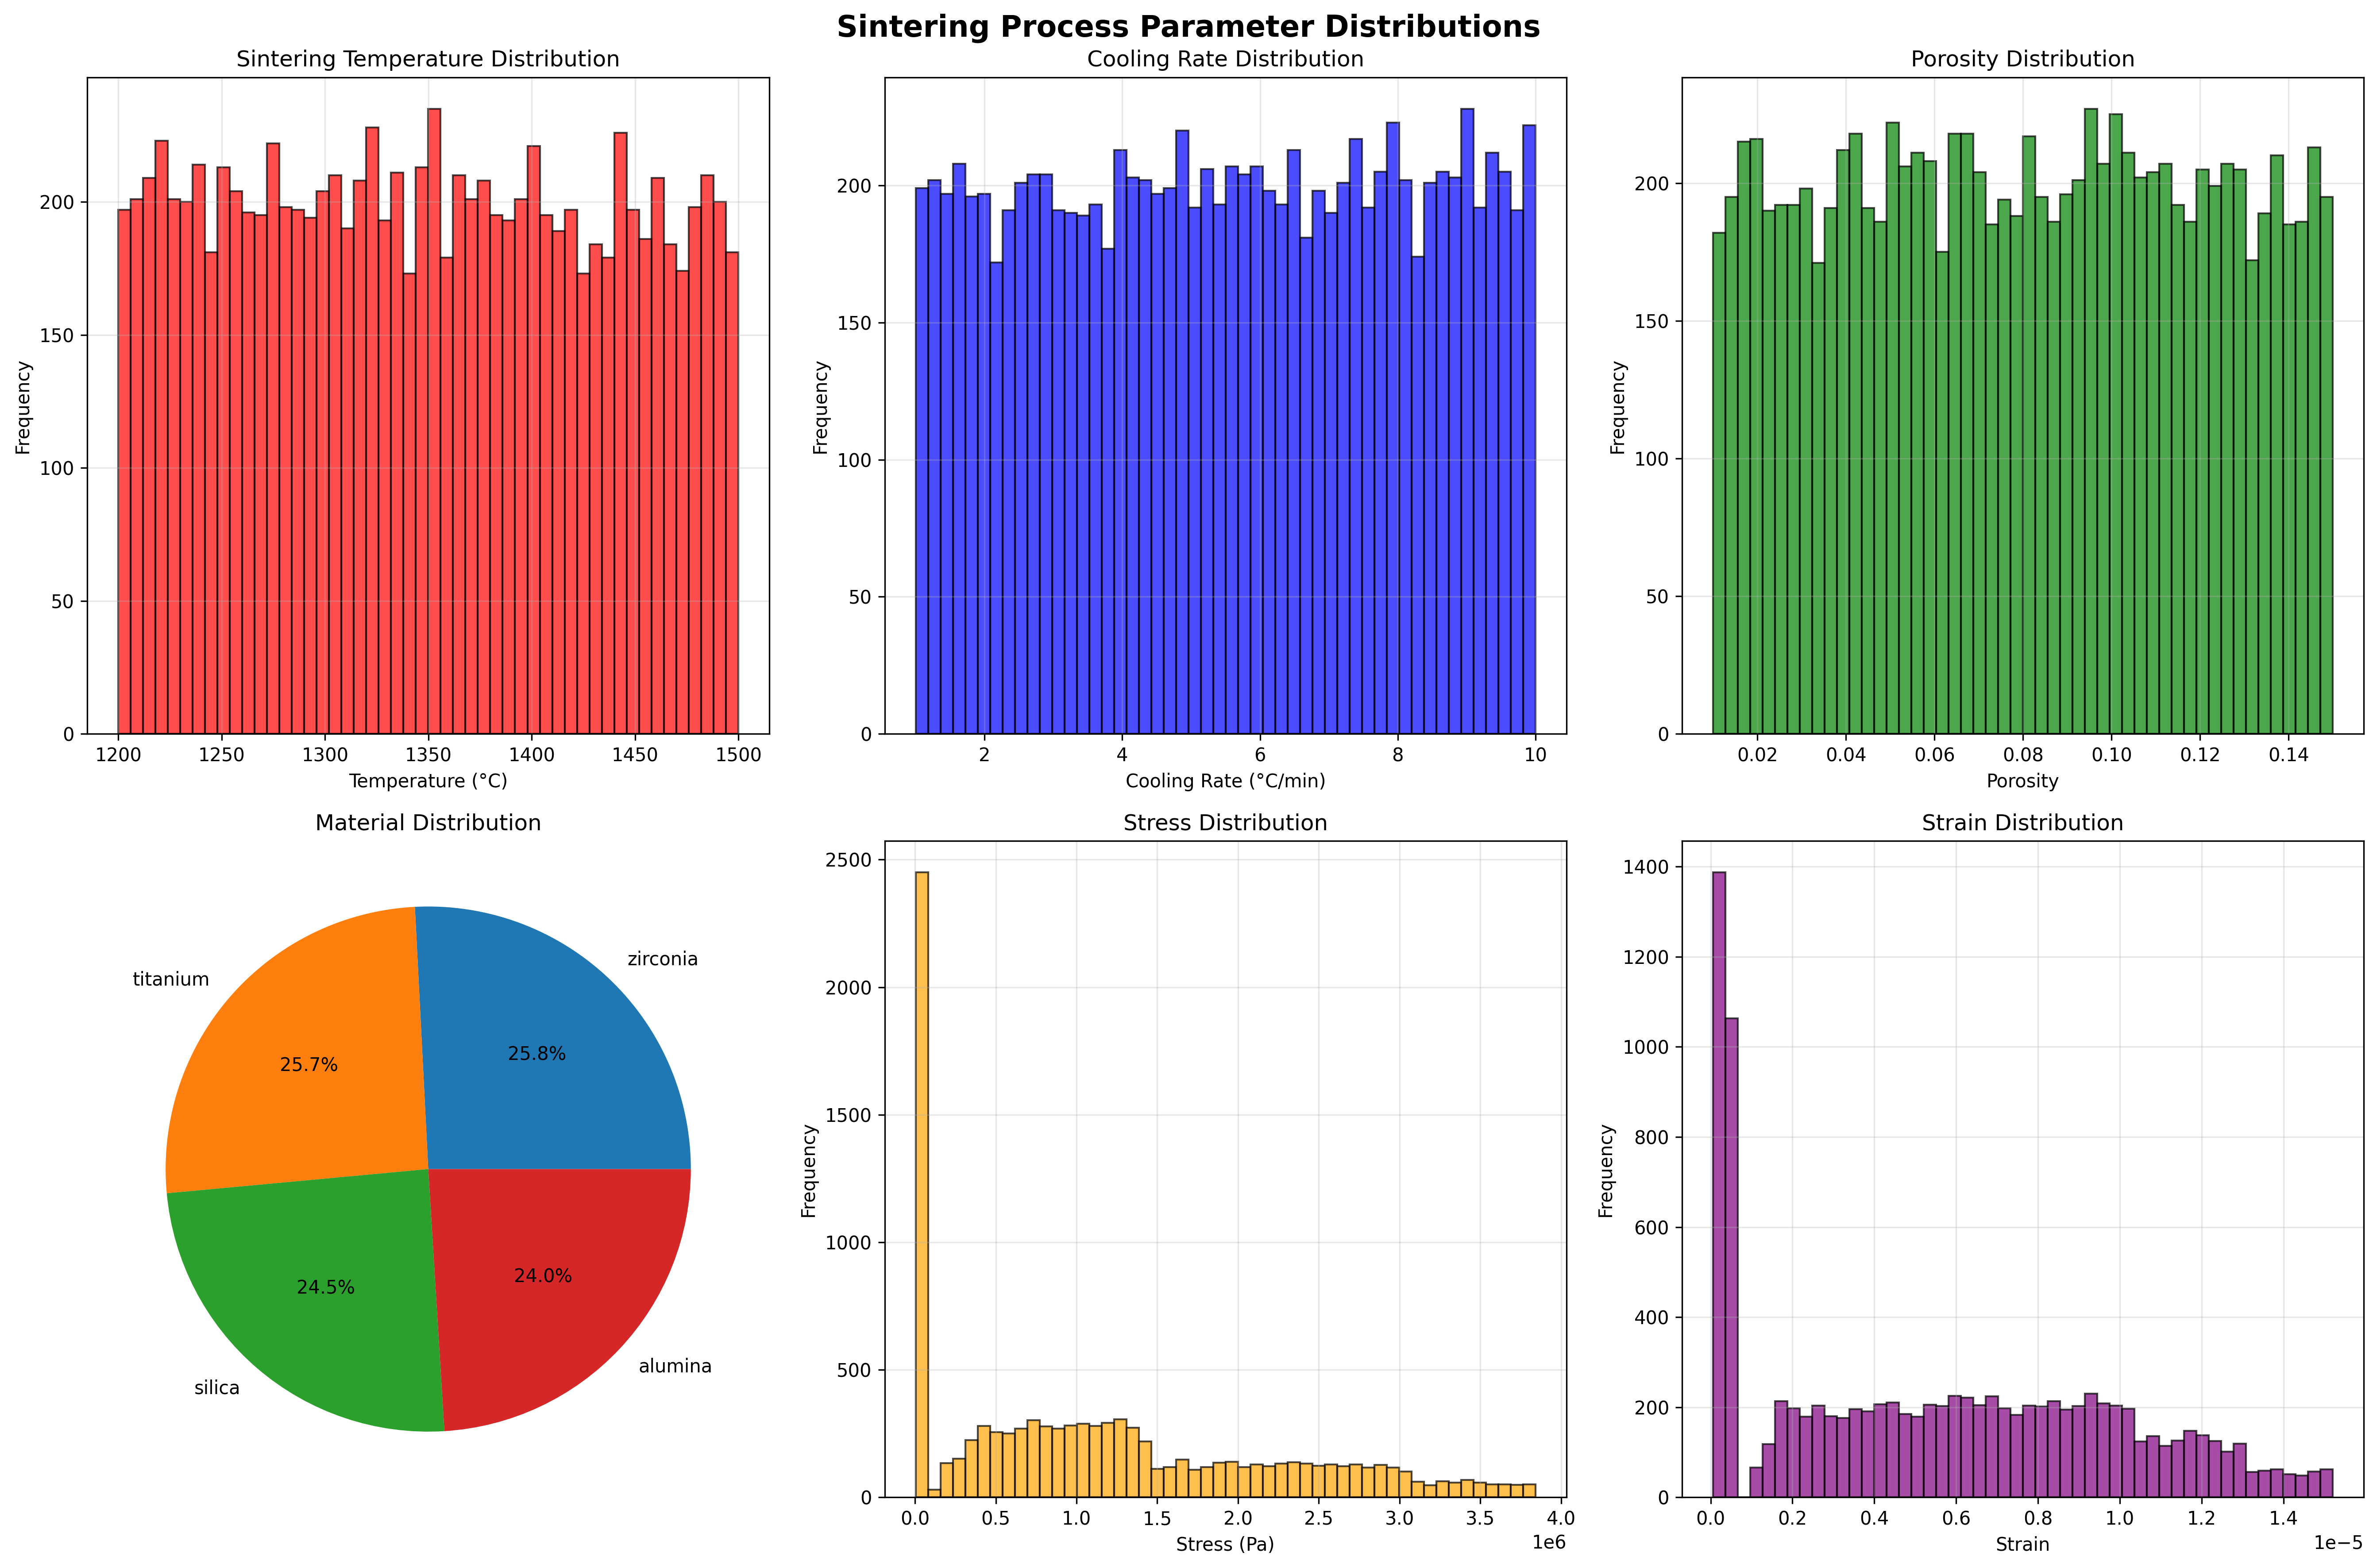 Sintering Process Parameter Distributions
Sintering Temperature Distribution
Frequency
200
150
100
50
0
1200 1250 1300 1350 1400 1450 1500
Temperature (°C)
Cooling Rate Distribution
Frequency
200
150
100
50
0
2 4 6 8 10
Cooling Rate (°C/min)
Porosity Distribution
Frequency
200
150
100
50
0
0.02 0.04 0.06 0.08 0.10 0.12 0.14
Porosity
Material Distribution
zirconia
titanium
25.8%
25.7%
24.5%
24.0%
alumina
silica
Stress Distribution
Frequency
2500
2000
1500
1000
500
0
0.0 0.5 1.0 1.5 2.0 2.5 3.0 3.5 4.0
1e6
Stress (Pa)
Strain Distribution
Frequency
1400
1200
1000
800
600
400
200
0
0.0 0.2 0.4 0.6 0.8 1.0 1.2 1.4
1e−5
Strain